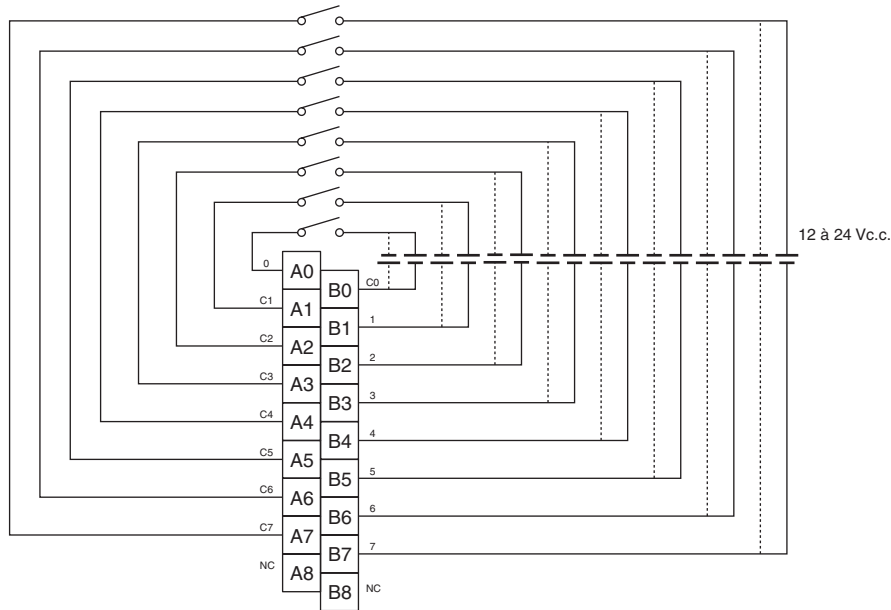 12 à 24 Vc.c.
0 A0
B0 C0
C1 A1
B1 1
C2 A2
B2 2
C3 A3
B3 3
C4 A4
B4 4
C5 A5
B5 5
C6 A6
B6 6
C7 A7
B7 7
NC A8
B8 NC